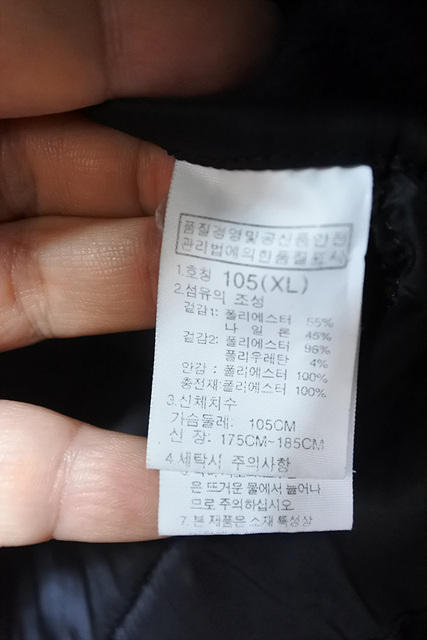 품질경영및공산품안전
관리법에의한품질표시
1.호칭 105(XL)
2.섬유의 조성
겉감1: 폴리에스터 55%
나 일 론 45%
겉감2: 폴리에스터 96%
폴리우레탄 4%
안감 : 폴리에스터 100%
충전재:폴리에스터 100%
3.신체치수
가슴둘레: 105CM
신 장: 175CM~185CM
4.세탁시 주의사항
은 뜨거운 물에서 늘어나
므로 주의하십시오
7. 본 제품은 소재 특성상